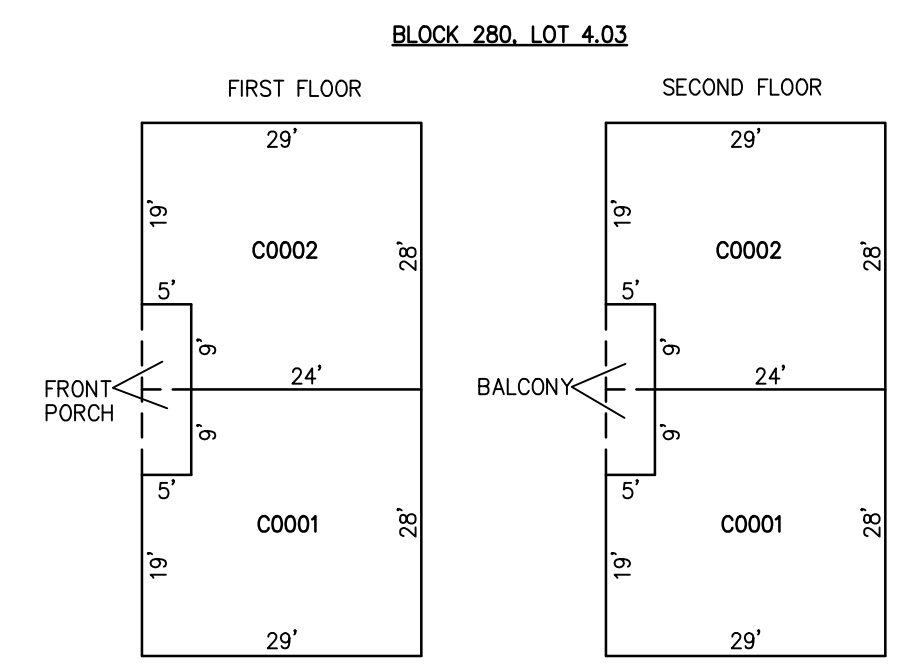 BLOCK 280, LOT 4.03
FIRST FLOOR
29'
19'
C0002
28'
5'
9'
24'
FRONT
PORCH
9'
5'
C0001
28'
19'
29'
SECOND FLOOR
29'
19'
C0002
28'
5'
9'
24'
BALCONY
9'
5'
C0001
28'
19'
29'